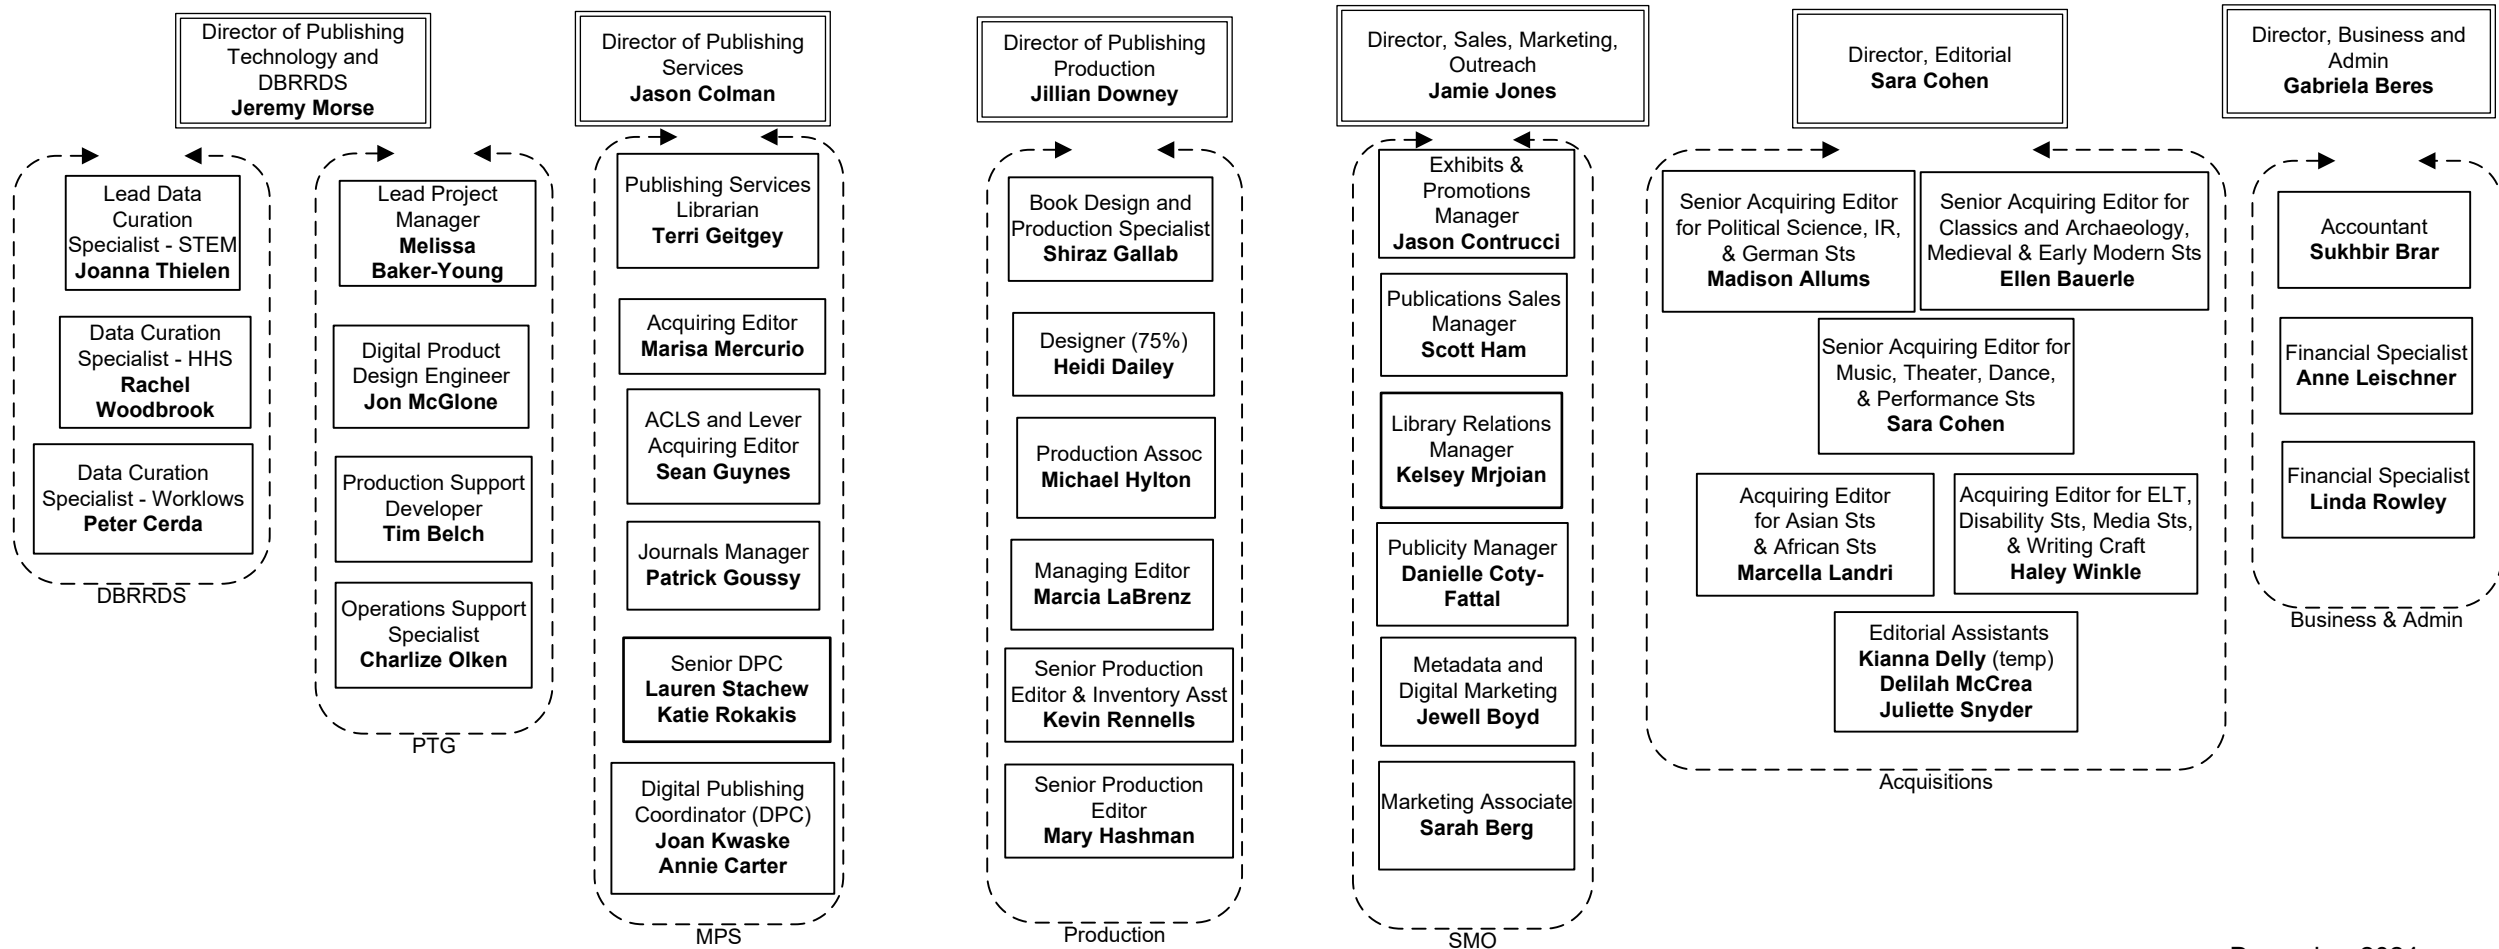 Director of Publishing
Technology and
DBRRDS
Jeremy Morse
Lead Data
Curation
Specialist - STEM
Joanna Thielen
Data Curation
Specialist - HHS
Rachel
Woodbrook
Data Curation
Specialist - Worklows
Peter Cerda
DBRRDS
Lead Project
Manager
Melissa
Baker-Young
Digital Product
Design Engineer
Jon McGlone
Production Support
Developer
Tim Belch
Operations Support
Specialist
Charlize Olken
PTG
Director of Publishing
Services
Jason Colman
Publishing Services
Librarian
Terri Geitgey
Acquiring Editor
Marisa Mercurio
ACLS and Lever
Acquiring Editor
Sean Guynes
Journals Manager
Patrick Goussy
Senior DPC
Lauren Stachew
Katie Rokakis
Digital Publishing
Coordinator (DPC)
Joan Kwaske
Annie Carter
MPS
Director of Publishing
Production
Jillian Downey
Book Design and
Production Specialist
Shiraz Gallab
Designer (75%)
Heidi Dailey
Production Assoc
Michael Hylton
Managing Editor
Marcia LaBrenz
Senior Production
Editor & Inventory Asst
Kevin Rennells
Senior Production
Editor
Mary Hashman
Production
Director, Sales, Marketing,
Outreach
Jamie Jones
Exhibits &
Promotions
Manager
Jason Contrucci
Publications Sales
Manager
Scott Ham
Library Relations
Manager
Kelsey Mrjoian
Publicity Manager
Danielle Coty-
Fattal
Metadata and
Digital Marketing
Jewell Boyd
Marketing Associate
Sarah Berg
SMO
Director, Editorial
Sara Cohen
Senior Acquiring Editor
for Political Science, IR,
& German Sts
Madison Allums
Senior Acquiring Editor for
Classics and Archaeology,
Medieval & Early Modern Sts
Ellen Bauerle
Senior Acquiring Editor for
Music, Theater, Dance,
& Performance Sts
Sara Cohen
Acquiring Editor
for Asian Sts
& African Sts
Marcella Landri
Acquiring Editor for ELT,
Disability Sts, Media Sts,
& Writing Craft
Haley Winkle
Editorial Assistants
Kianna Delly (temp)
Delilah McCrea
Juliette Snyder
Acquisitions
Director, Business and
Admin
Gabriela Beres
Accountant
Sukhbir Brar
Financial Specialist
Anne Leischner
Financial Specialist
Linda Rowley
Business & Admin